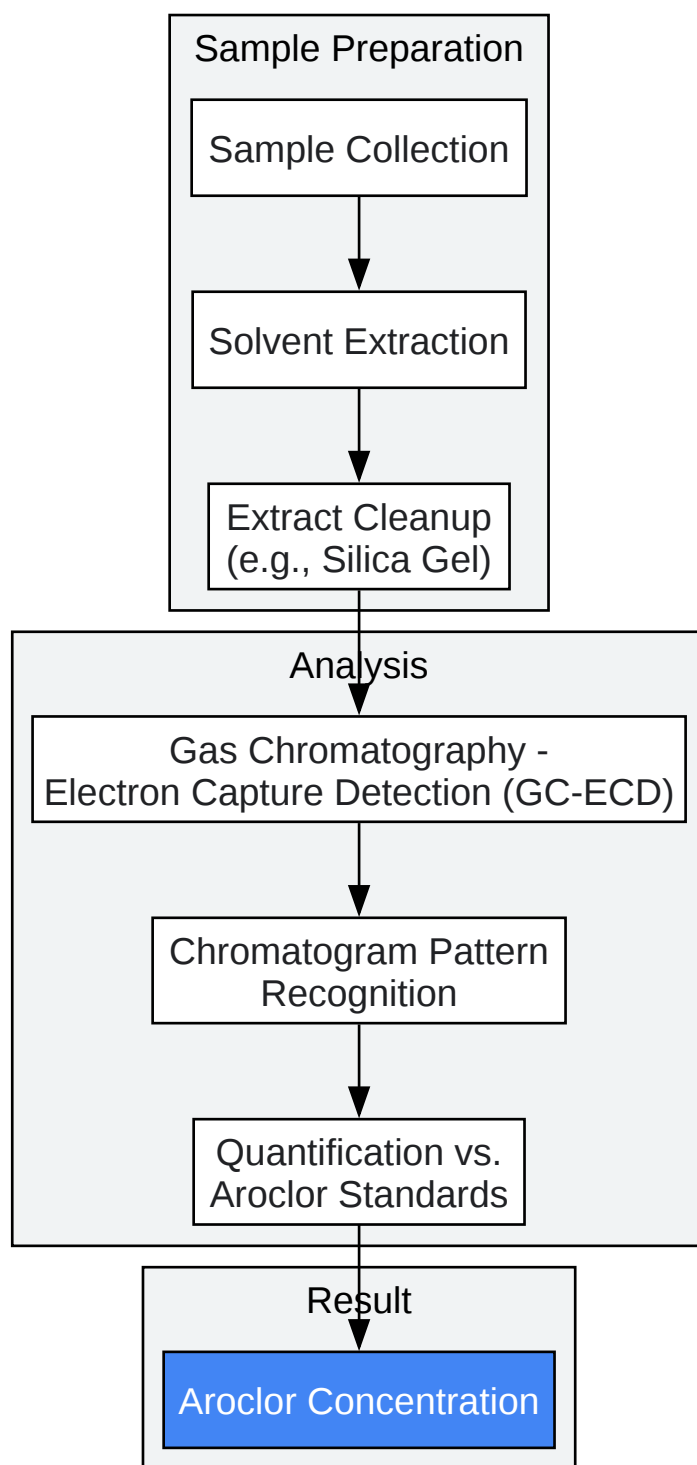 Sample Preparation
Sample Collection
Solvent Extraction
Extract Cleanup
(e.g., Silica Gel)
Analysis
Gas Chromatography -
Electron Capture Detection (GC-ECD)
Chromatogram Pattern
Recognition
Quantification vs.
Aroclor Standards
Result
Aroclor Concentration